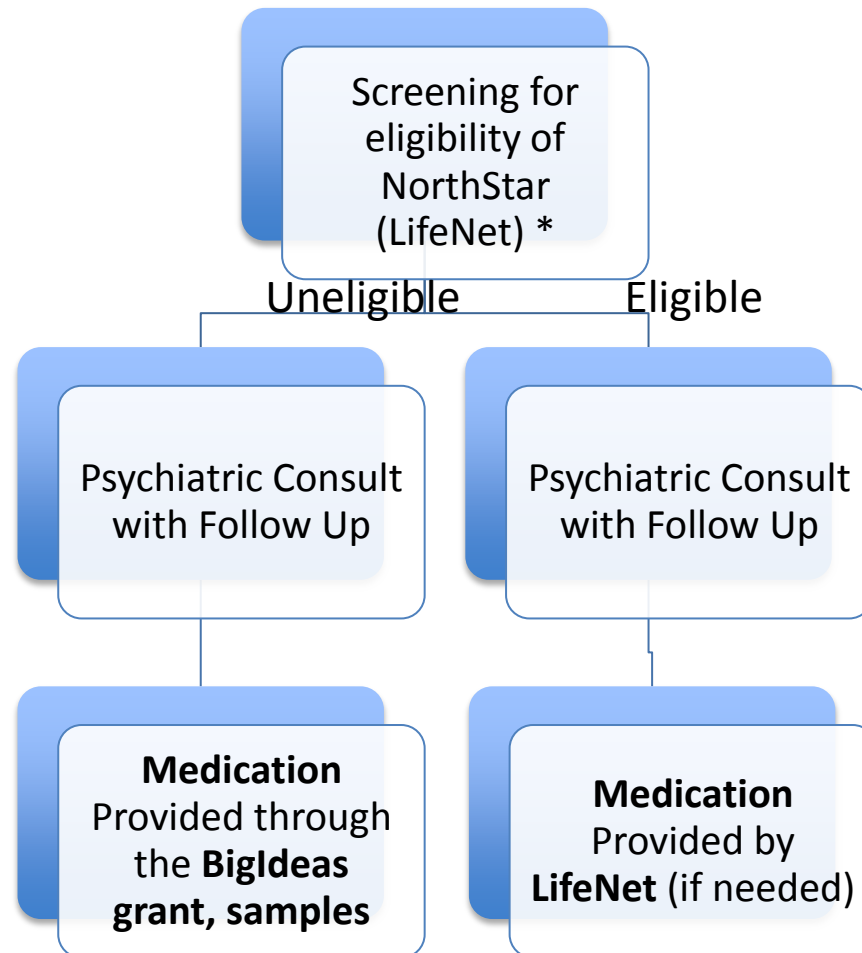 Screening for
eligibility of
NorthStar
(LifeNet) *
Uneligible
Eligible
Psychiatric Consult
with Follow Up
Psychiatric Consult
with Follow Up
Medication
Provided through
the BigIdeas
grant, samples
Medication
Provided by
LifeNet (if needed)